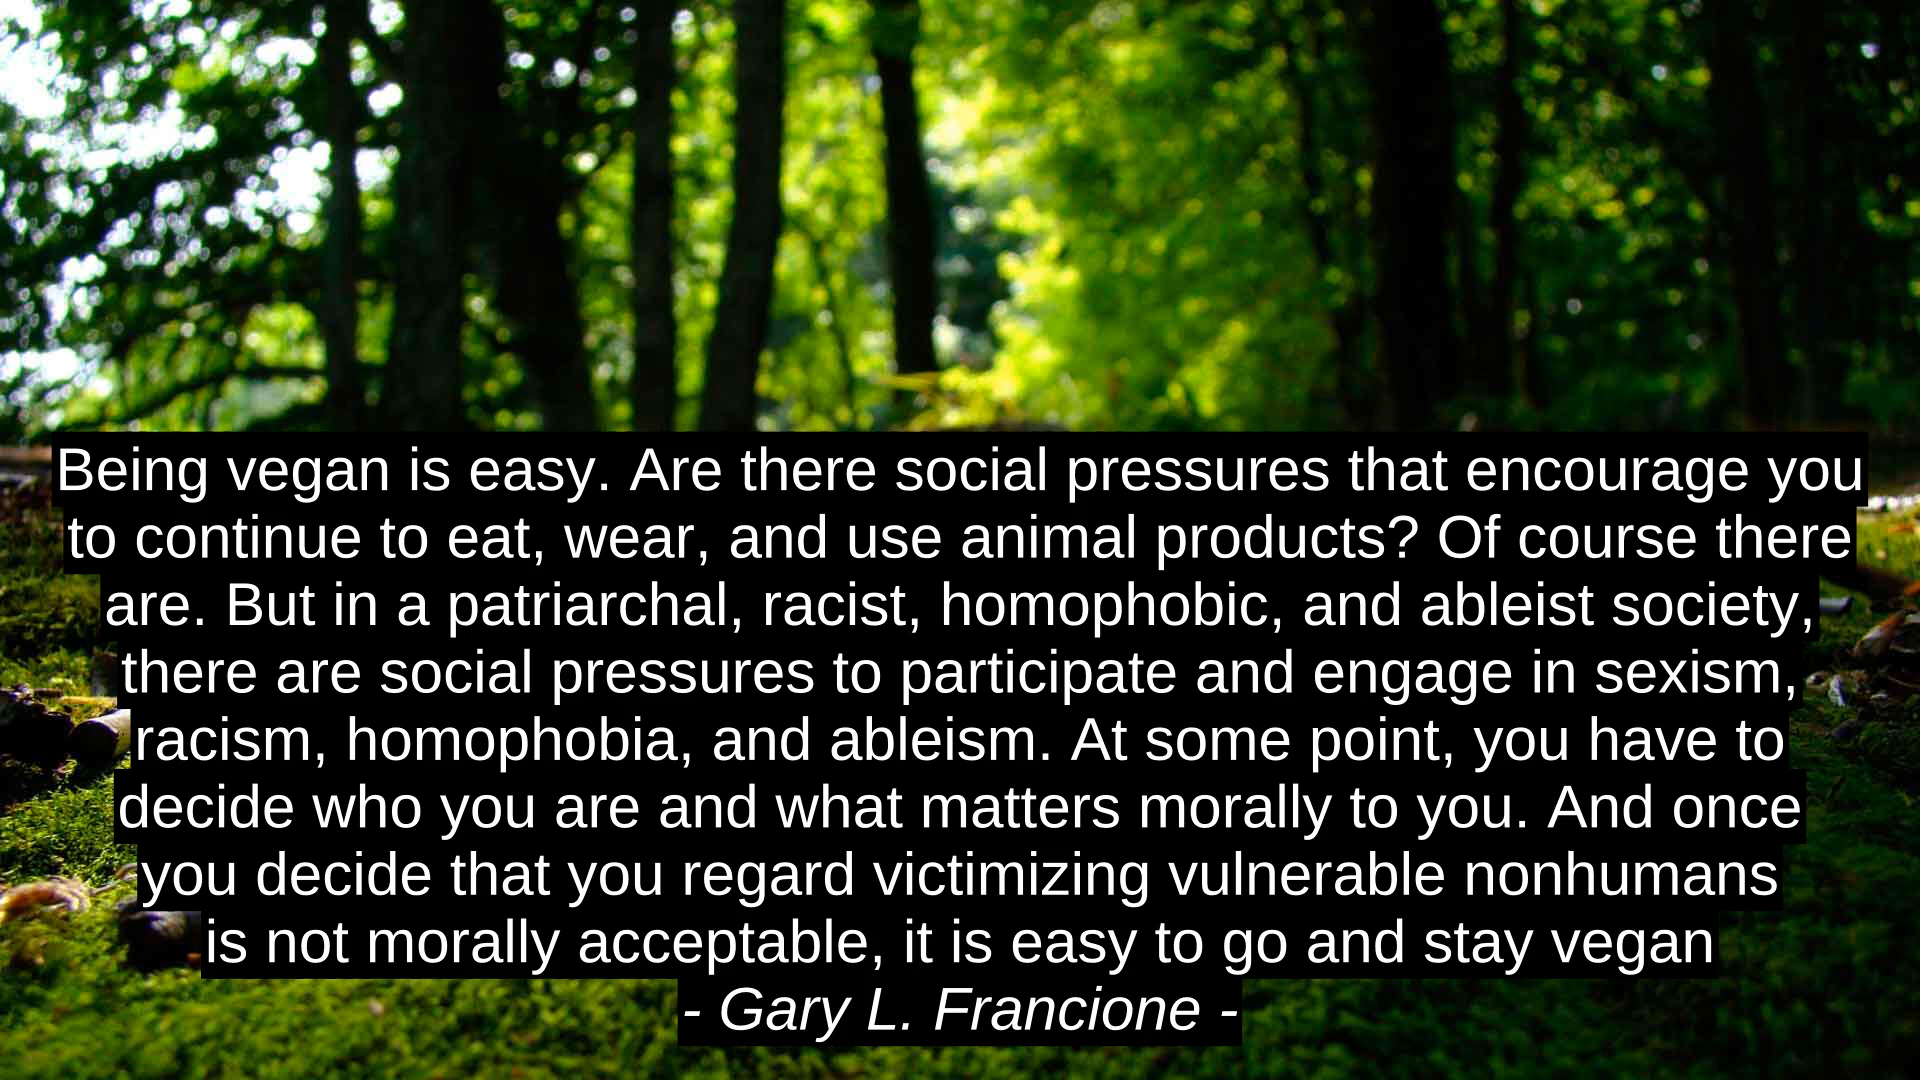 Being vegan is easy. Are there social pressures that encourage you
to continue to eat, wear, and use animal products? Of course there
are. But in a patriarchal, racist, homophobic, and ableist society,
there are social pressures to participate and engage in sexism,
racism, homophobia, and ableism. At some point, you have to
decide who you are and what matters morally to you. And once
you decide that you regard victimizing vulnerable nonhumans
is not morally acceptable, it is easy to go and stay vegan
- Gary L. Francione -